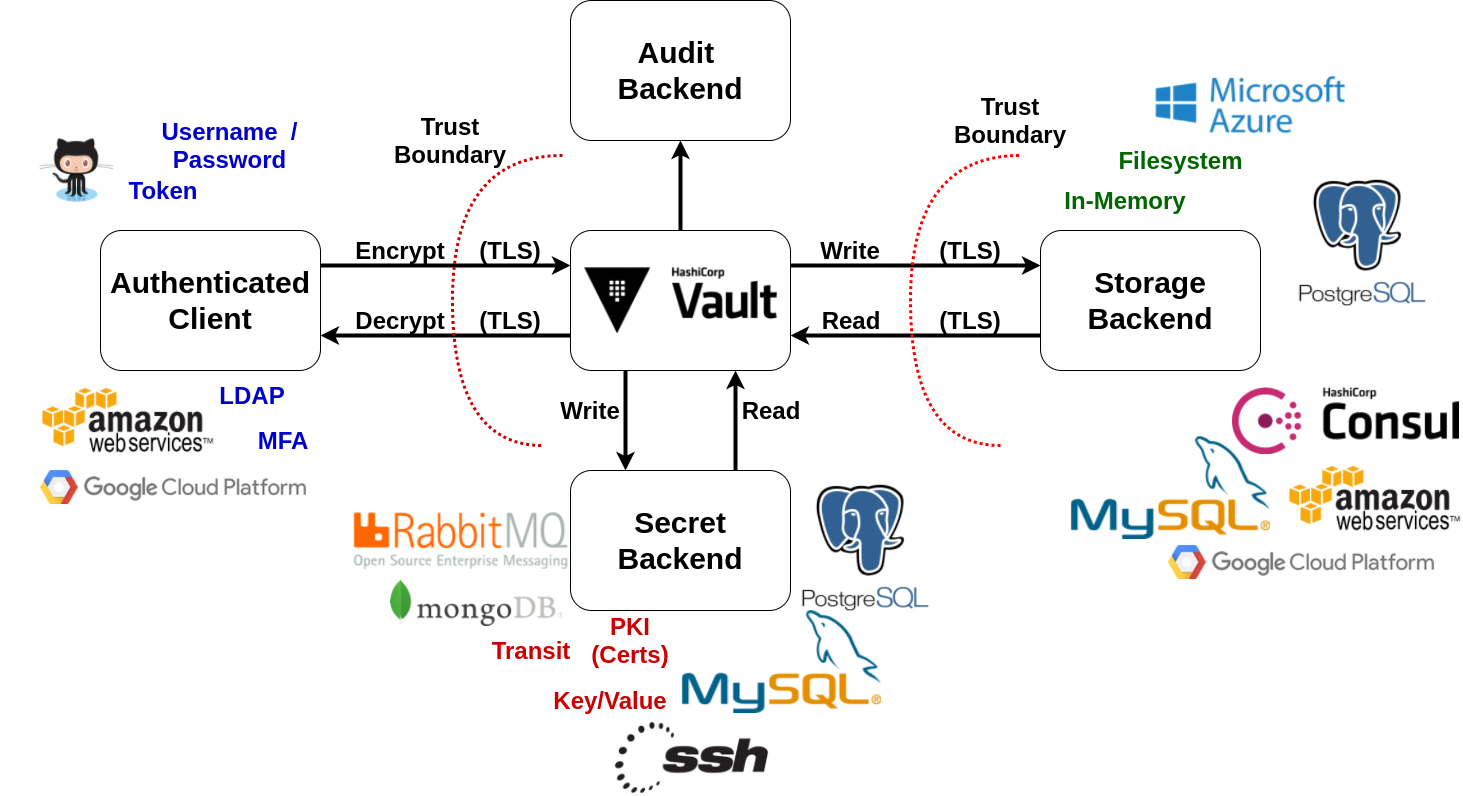 Audit
Backend
Microsoft
Azure
Trust
Boundary
Trust
Boundary
Username /
Password
Token
Filesystem
In-Memory
PostgreSQL
Encrypt (TLS)
Write (TLS)
Authenticated
Client
HashiCorp
Vault
Storage
Backend
Decrypt (TLS)
Read (TLS)
LDAP
MFA
amazon
web services™
Google Cloud Platform
Write
Read
HashiCorp
Consul
MySQL®
amazon
web services™
Google Cloud Platform
Secret
Backend
RabbitMQ
Open Source Enterprise Messaging
mongoDB
PostgreSQL
Transit
PKI
(Certs)
Key/Value
MySQL®
ssh